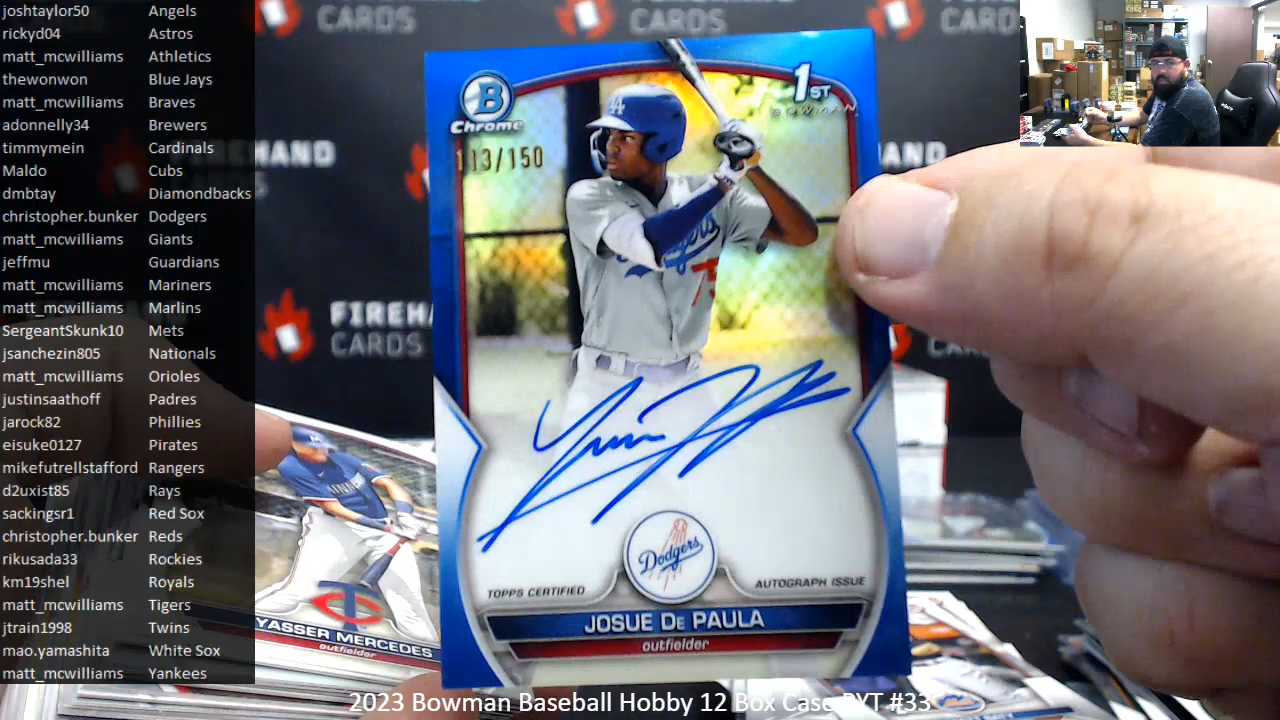 joshtaylor50 Angels
rickyd04 Astros
matt_mcwilliams Athletics
thewonwon Blue Jays
matt_mcwilliams Braves
adonnelly34 Brewers
timmymein Cardinals
Maldo Cubs
dmbtay Diamondbacks
christopher.bunker Dodgers
matt_mcwilliams Giants
jeffmu Guardians
matt_mcwilliams Mariners
matt_mcwilliams Marlins
SergeantSkunk10 Mets
jsanchezin805 Nationals
matt_mcwilliams Orioles
justinsaathoff Padres
jarock82 Phillies
eisuke0127 Pirates
mikefutrellstafford Rangers
d2uxist85 Rays
sackingsr1 Red Sox
christopher.bunker Reds
rikusada33 Rockies
km19shel Royals
matt_mcwilliams Tigers
jtrain1998 Twins
mao.yamashita White Sox
matt_mcwilliams Yankees
CARDS
FIREHA
CARDS
B
Chrome
1ST
BOWMAN
113/150
LA
Dodgers
75
Dodgers
TOPPS CERTIFIED
AUTOGRAPH ISSUE
JOSUE De PAULA
outfielder
YASSER MERCEDES
outfielder
2023 Bowman Baseball Hobby 12 Box Case PYT #33